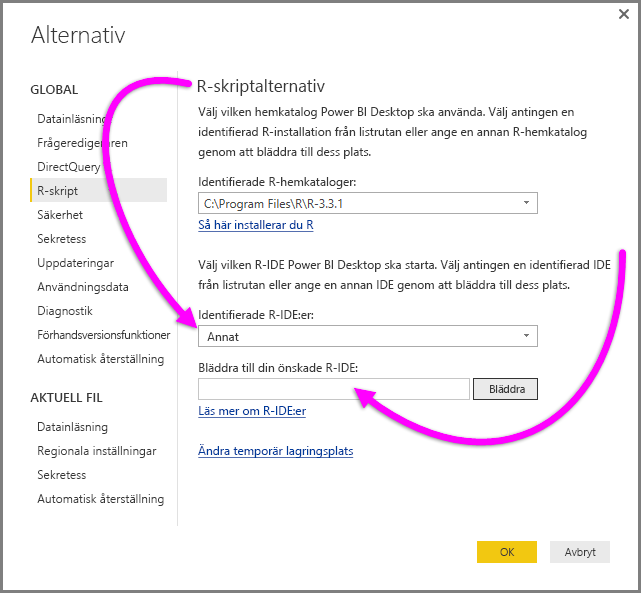 Alternativ
GLOBAL
Datainläsning
Frågeredigeraren
DirectQuery
R-skript
Säkerhet
Sekretess
Uppdateringar
Användningsdata
Diagnostik
Förhandsversionsfunktioner
Automatisk återställning
AKTUELL FIL
Datainläsning
Regionala inställningar
Sekretess
Automatisk återställning
R-skriptalternativ
Välj vilken hemkatalog Power BI Desktop ska använda. Välj antingen en
identifierad R-installation från listrutan eller ange en annan R-hemkatalog
genom att bläddra till dess plats.
Identifierade R-hemkataloger:
C:\Program Files\R\R-3.3.1
Så här installerar du R
Välj vilken R-IDE Power BI Desktop ska starta. Välj antingen en identifierad IDE
från listrutan eller ange en annan IDE genom att bläddra till dess plats.
Identifierade R-IDE:er:
Annat
Bläddra till din önskade R-IDE:
Bläddra
Läs mer om R-IDE:er
Ändra temporär lagringsplats
OK
Avbryt